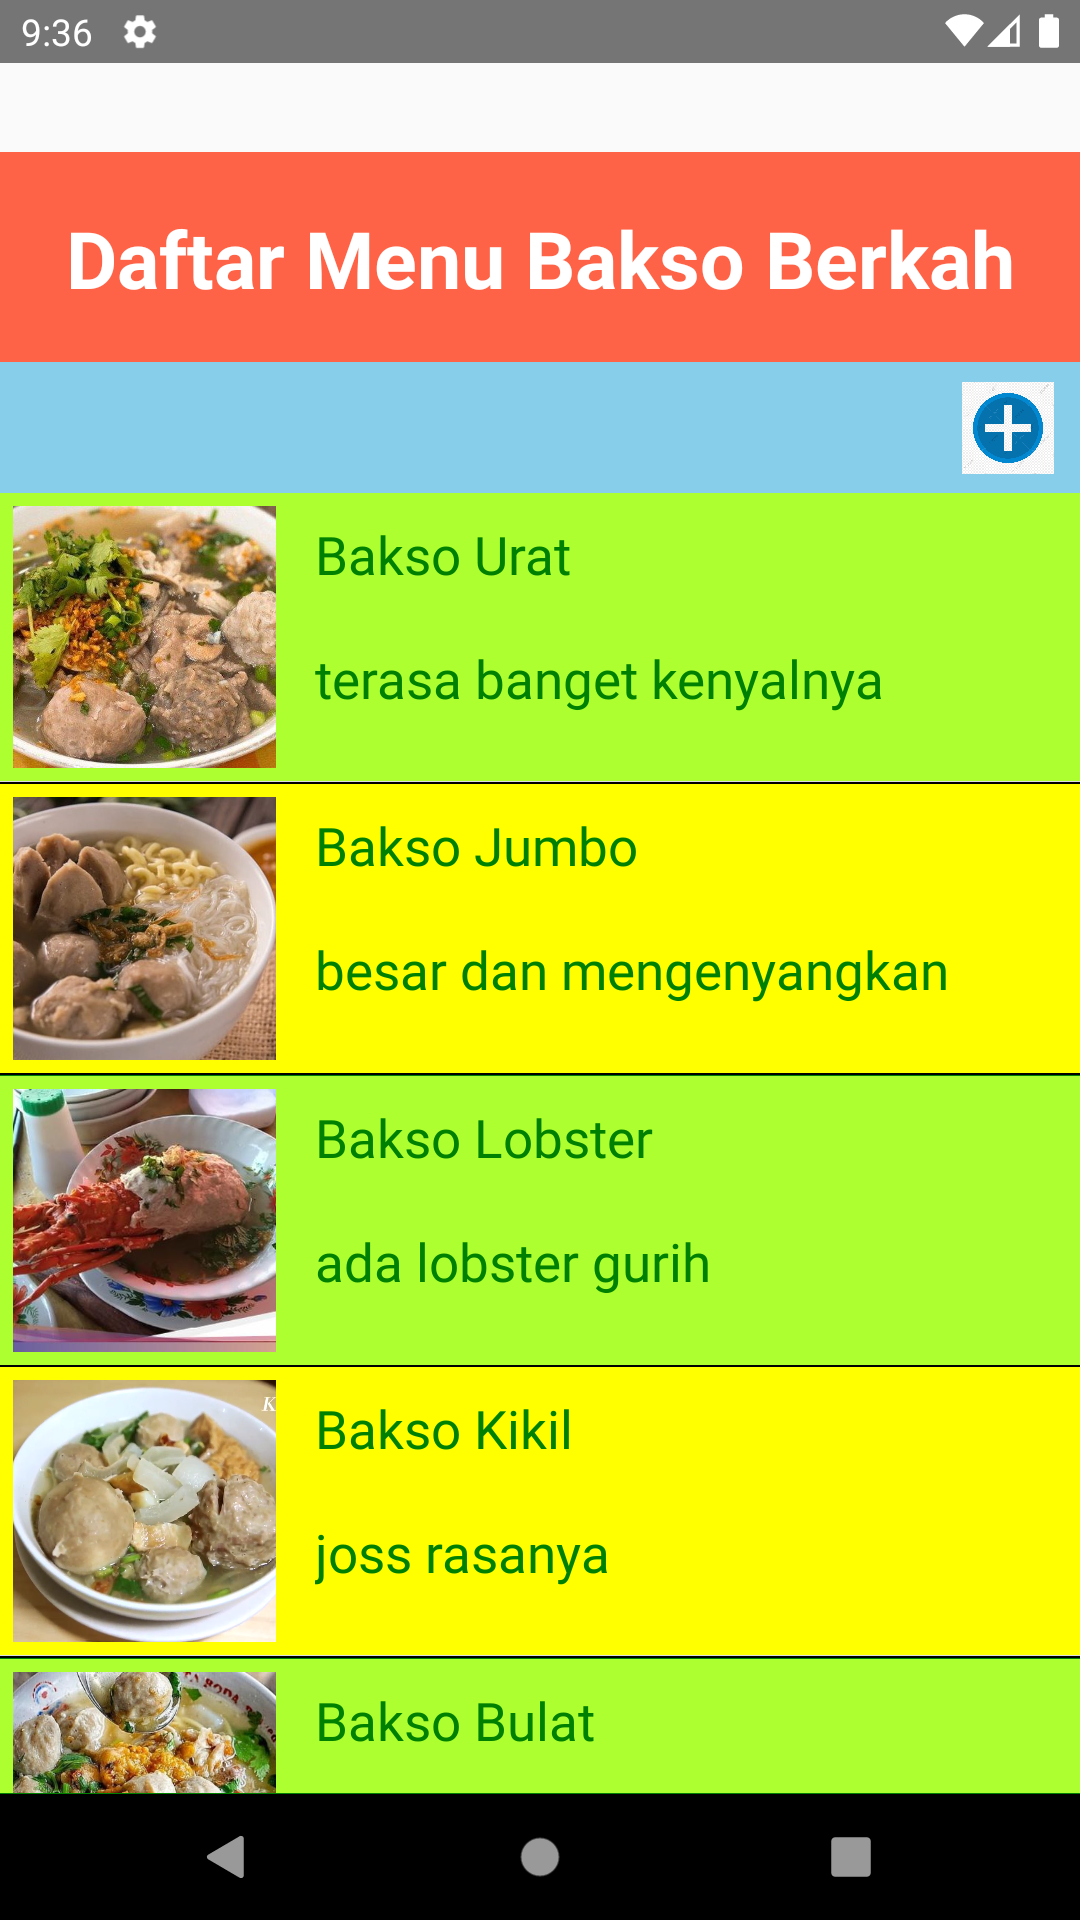 9:36
Daftar Menu Bakso Berkah
Bakso Urat
terasa banget kenyalnya
Bakso Jumbo
besar dan mengenyangkan
Bakso Lobster
ada lobster gurih
K
Bakso Kikil
joss rasanya
Bakso Bulat